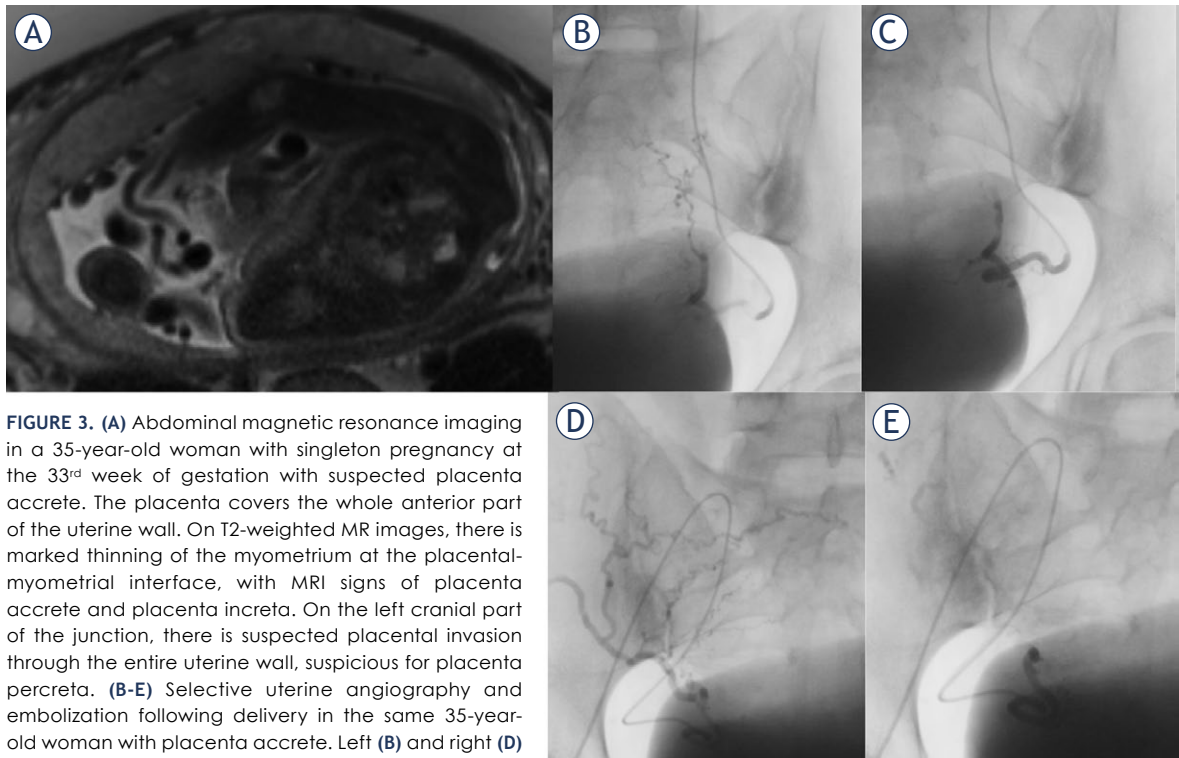 A
B
C
D
E
FIGURE 3. (A) Abdominal magnetic resonance imaging
in a 35-year-old woman with singleton pregnancy at
the 33rd week of gestation with suspected placenta
accrete. The placenta covers the whole anterior part
of the uterine wall. On T2-weighted MR images, there is
marked thinning of the myometrium at the placental-
myometrial interface, with MRI signs of placenta
accrete and placenta increta. On the left cranial part
of the junction, there is suspected placental invasion
through the entire uterine wall, suspicious for placenta
percreta. (B-E) Selective uterine angiography and
embolization following delivery in the same 35-year-
old woman with placenta accrete. Left (B) and right (D)